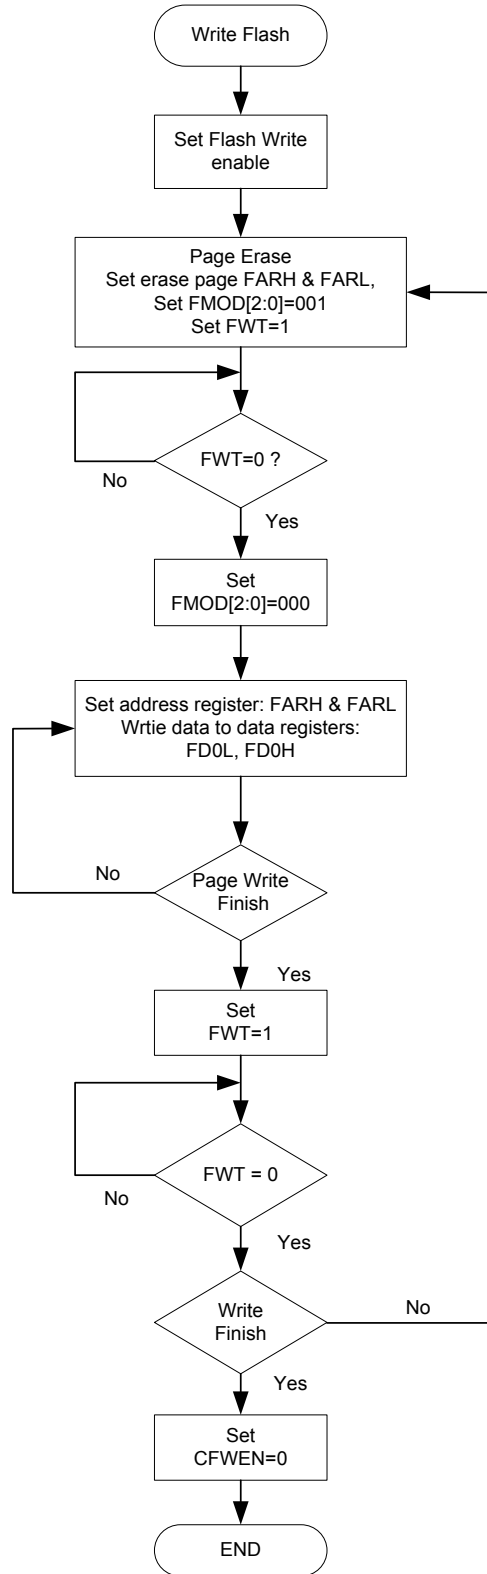 Write Flash
Set Flash Write
enable
Page Erase
Set erase page FARH & FARL,
Set FMOD[2:0]=001
Set FWT=1
FWT=0 ?
No
Yes
Set
FMOD[2:0]=000
Set address register: FARH & FARL
Wrtie data to data registers:
FD0L, FD0H
No
Page Write
Finish
Yes
Set
FWT=1
FWT = 0
No
Yes
Write
Finish
No
Yes
Set
CFWEN=0
END